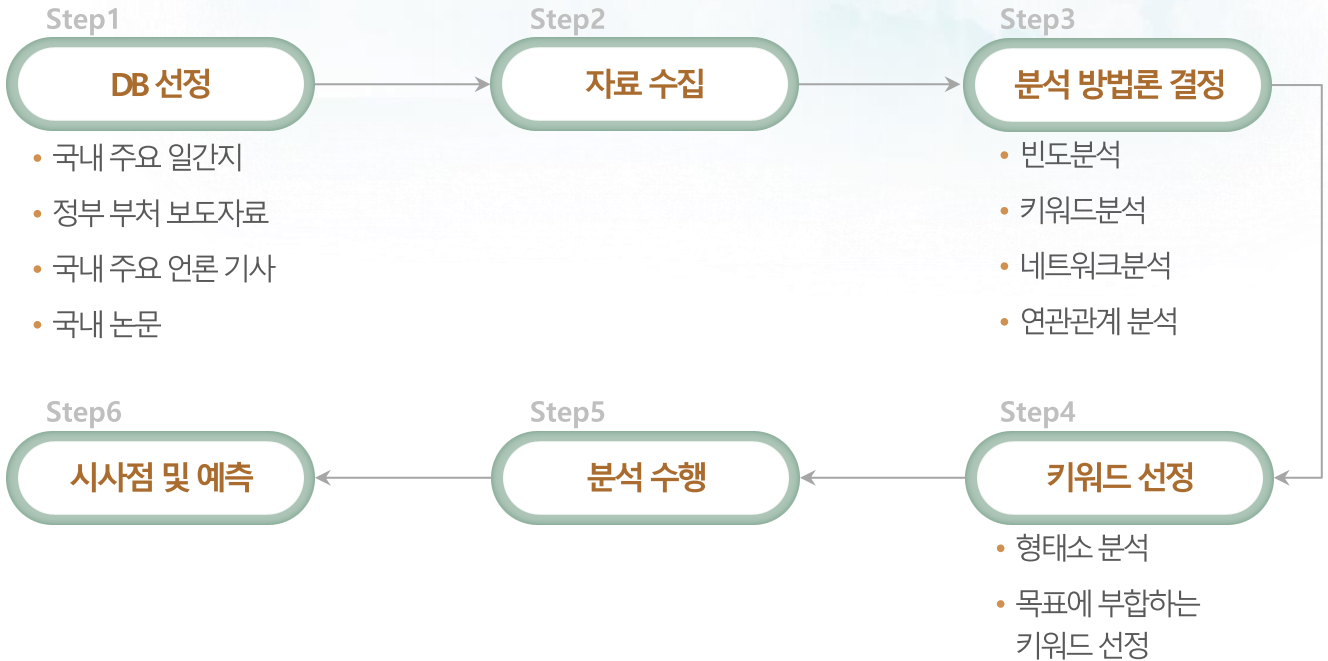 Step1
DB 선정
• 국내 주요 일간지
• 정부 부처 보도자료
• 국내 주요 언론 기사
• 국내 논문
Step2
자료 수집
Step3
분석 방법론 결정
• 빈도분석
• 키워드분석
• 네트워크분석
• 연관관계 분석
Step4
키워드 선정
• 형태소 분석
• 목표에 부합하는
키워드 선정
Step5
분석 수행
Step6
시사점 및 예측